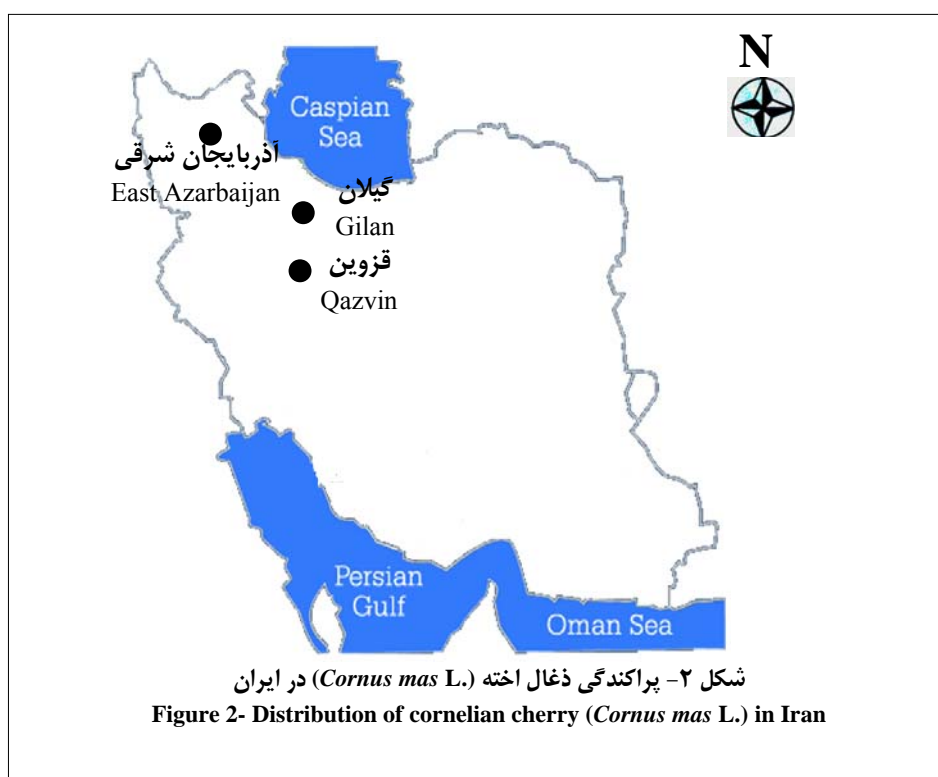 N
Caspian
Sea
آذربایجان شرقی
East Azarbaijan
گیلان
Gilan
قزوین
Qazvin
Persian
Gulf
Oman Sea
شکل ۲- پراکندگی ذغال اخته (Cornus mas L.) در ایران
Figure 2- Distribution of cornelian cherry (Cornus mas L.) in Iran